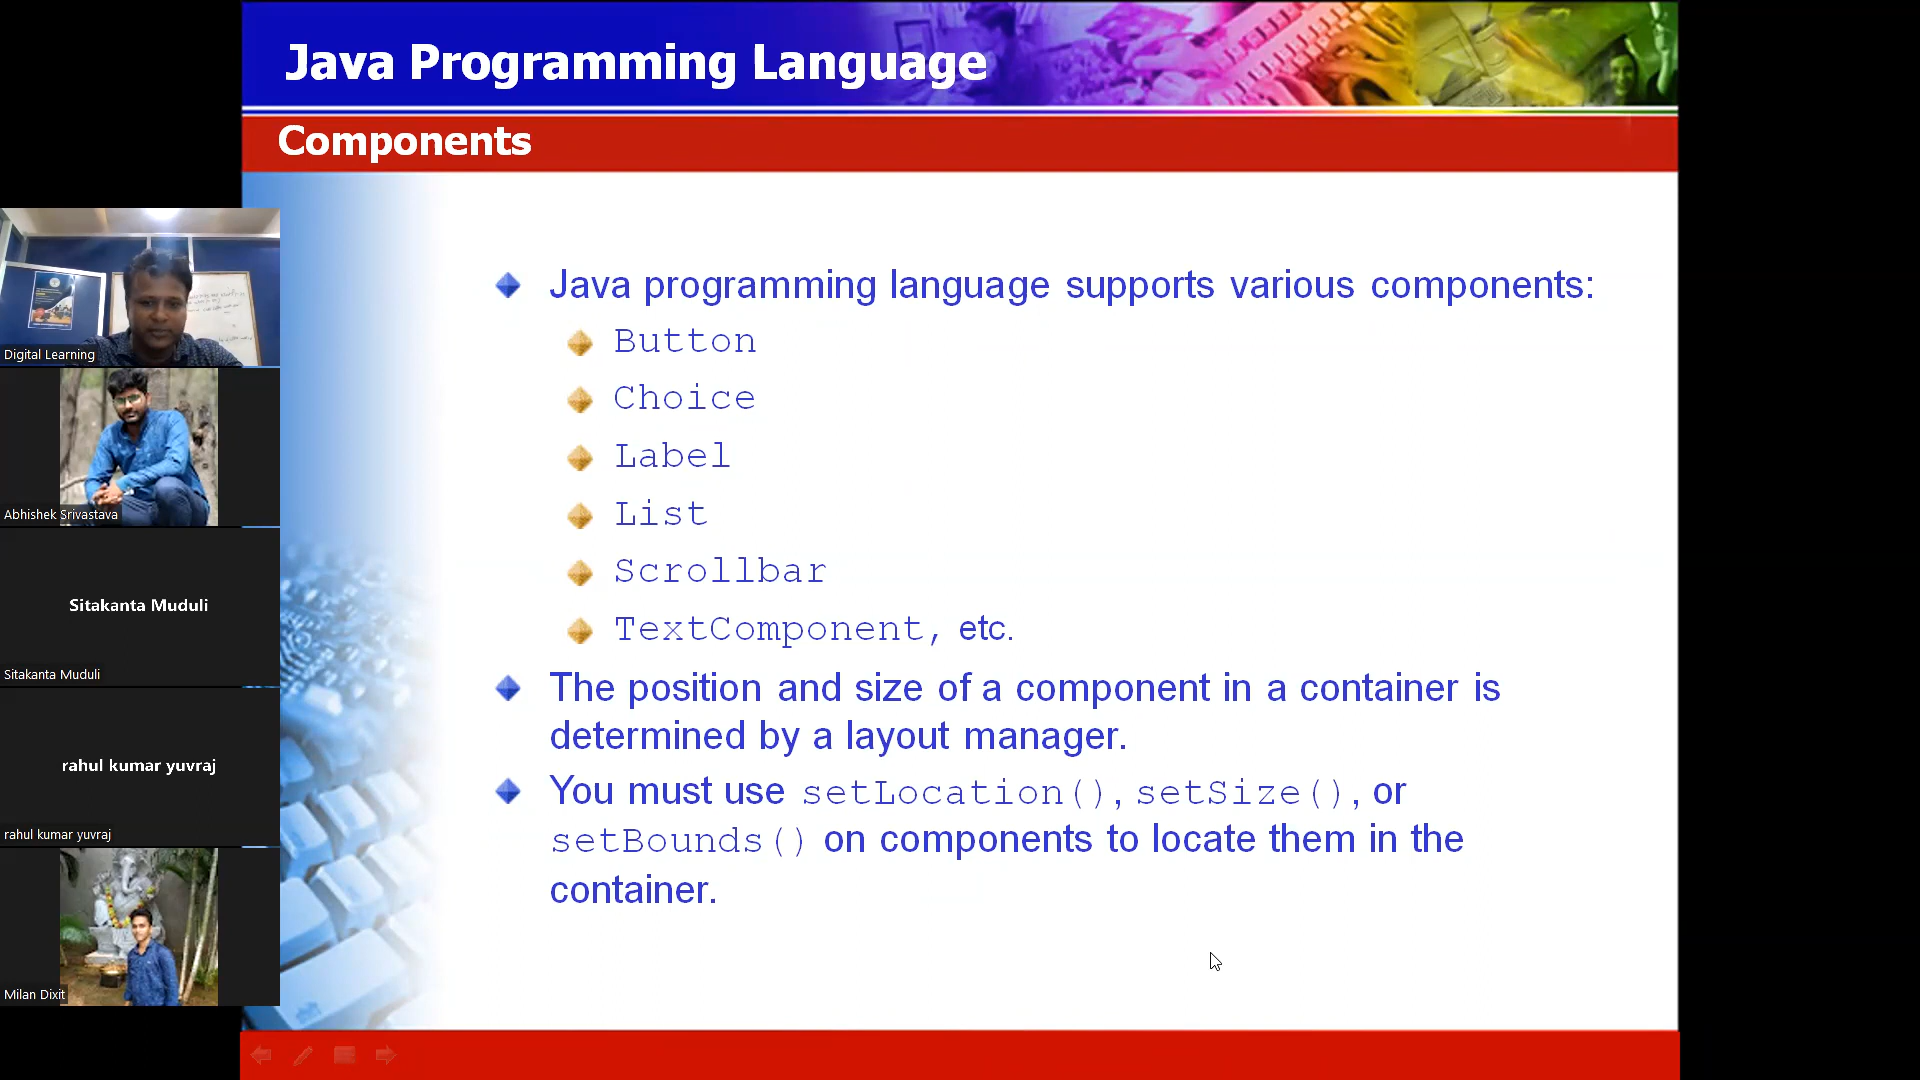 Java Programming Language
Components
Java programming language supports various components:
Button
Choice
Label
List
Scrollbar
TextComponent, etc.
The position and size of a component in a container is
determined by a layout manager.
You must use setLocation(), setSize(), or
setBounds() on components to locate them in the
container.
Digital Learning
Abhishek Srivastava
Sitakanta Muduli
Sitakanta Muduli
rahul kumar yuvraj
rahul kumar yuvraj
Milan Dixit